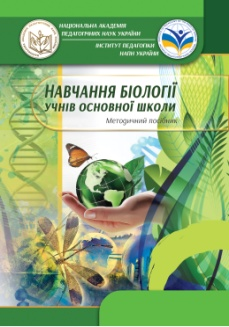 НАЦІОНАЛЬНА АКАДЕМІЯ
ПЕДАГОГІЧНИХ НАУК УКРАЇНИ
ІНСТИТУТ ПЕДАГОГІКИ
НАПН УКРАЇНИ
НАВЧАННЯ БІОЛОГІЇ
УЧНІВ ОСНОВНОЇ ШКОЛИ
Методичний посібник